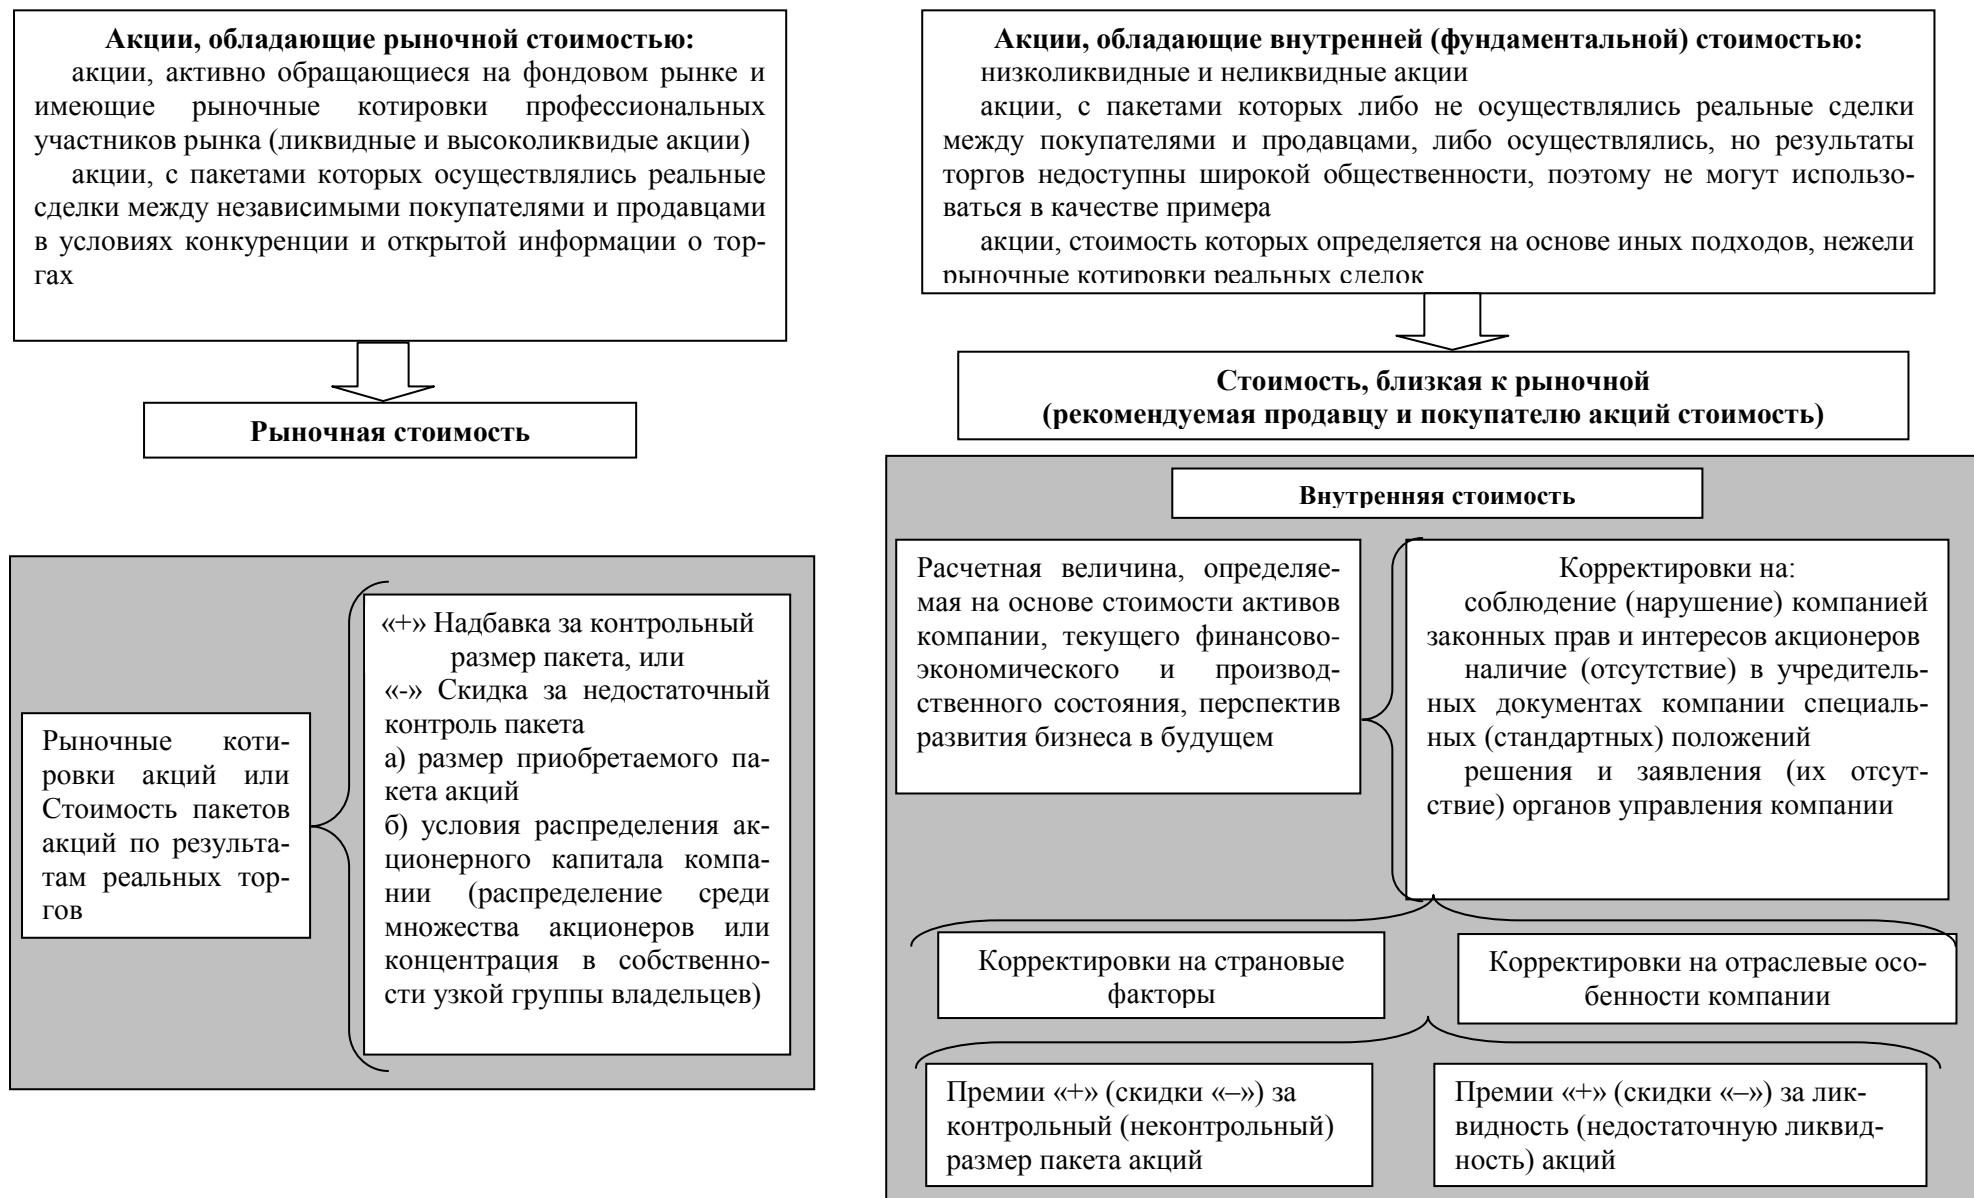 Акции, обладающие рыночной стоимостью:
акции, активно обращающиеся на фондовом рынке и
имеющие рыночные котировки профессиональных
участников рынка (ликвидные и высоколиквидые акции)
акции, с пакетами которых осуществлялись реальные
сделки между независимыми покупателями и продавцами
в условиях конкуренции и открытой информации о тор-
гах
Рыночная стоимость
Рыночные коти-
ровки акций или
Стоимость пакетов
акций по результа-
там реальных тор-
гов
«+» Надбавка за контрольный
размер пакета, или
«-» Скидка за недостаточный
контроль пакета
а) размер приобретаемого па-
кета акций
б) условия распределения ак-
ционерного капитала компа-
нии (распределение среди
множества акционеров или
концентрация в собственно-
сти узкой группы владельцев)
Акции, обладающие внутренней (фундаментальной) стоимостью:
низколиквидные и неликвидные акции
акции, с пакетами которых либо не осуществлялись реальные сделки
между покупателями и продавцами, либо осуществлялись, но результаты
торгов недоступны широкой общественности, поэтому не могут использо-
ваться в качестве примера
акции, стоимость которых определяется на основе иных подходов, нежели
рыночные котировки реальных сделок
Стоимость, близкая к рыночной
(рекомендуемая продавцу и покупателю акций стоимость)
Внутренняя стоимость
Расчетная величина, определяе-
мая на основе стоимости активов
компании, текущего финансово-
экономического и производ-
ственного состояния, перспектив
развития бизнеса в будущем
Корректировки на:
соблюдение (нарушение) компанией
законных прав и интересов акционеров
наличие (отсутствие) в учредитель-
ных документах компании специаль-
ных (стандартных) положений
решения и заявления (их отсут-
ствие) органов управления компании
Корректировки на страновые
факторы
Корректировки на отраслевые осо-
бенности компании
Премии «+» (скидки «–») за
контрольный (неконтрольный)
размер пакета акций
Премии «+» (скидки «–») за лик-
видность (недостаточную ликвид-
ность) акций